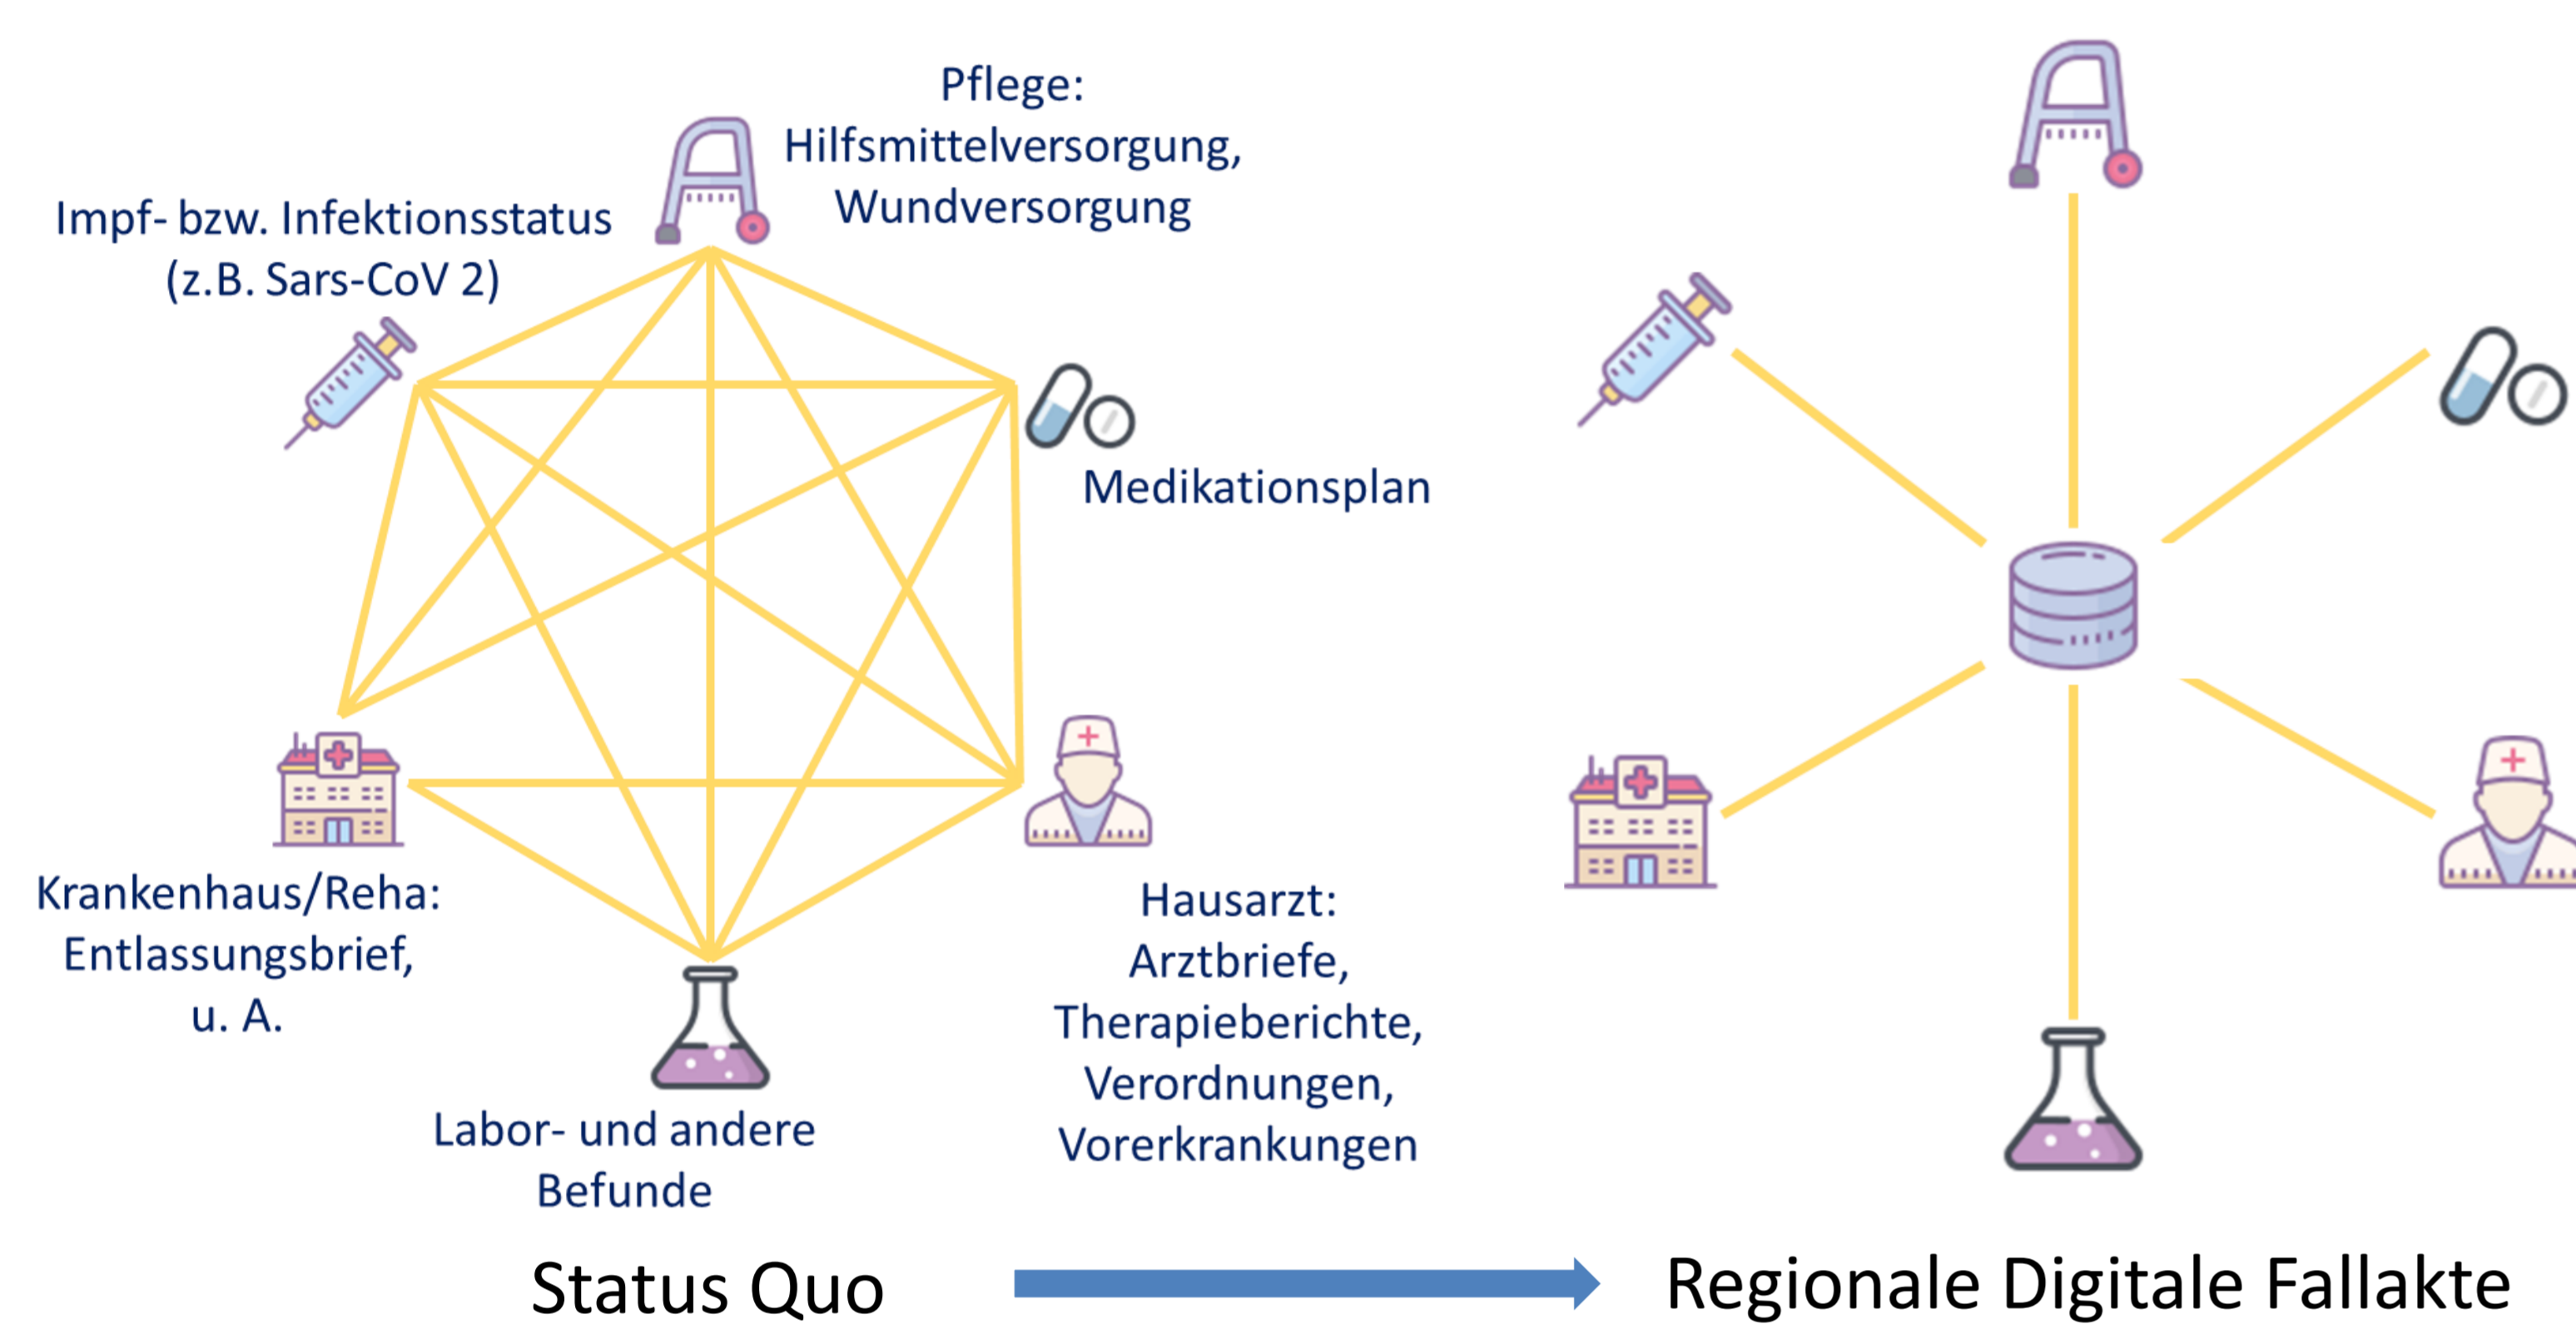 Pflege:
Hilfsmittelversorgung,
Wundversorgung
Impf- bzw. Infektionsstatus
(z.B. Sars-CoV 2)
Medikationsplan
Krankenhaus/Reha:
Entlassungsbrief,
u. A.
Hausarzt:
Arztbriefe,
Therapieberichte,
Verordnungen,
Vorerkrankungen
Labor- und andere
Befunde
Status Quo
Regionale Digitale Fallakte